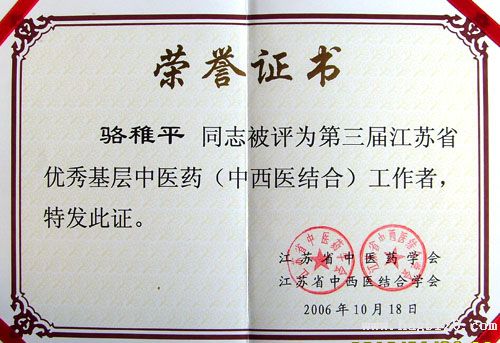 荣誉证书
骆稚平 同志被评为第三届江苏省
优秀基层中医药（中西医结合）工作者，
特发此证。
江苏省中医药学会
江苏省中西医结合学会
2006年10月18日